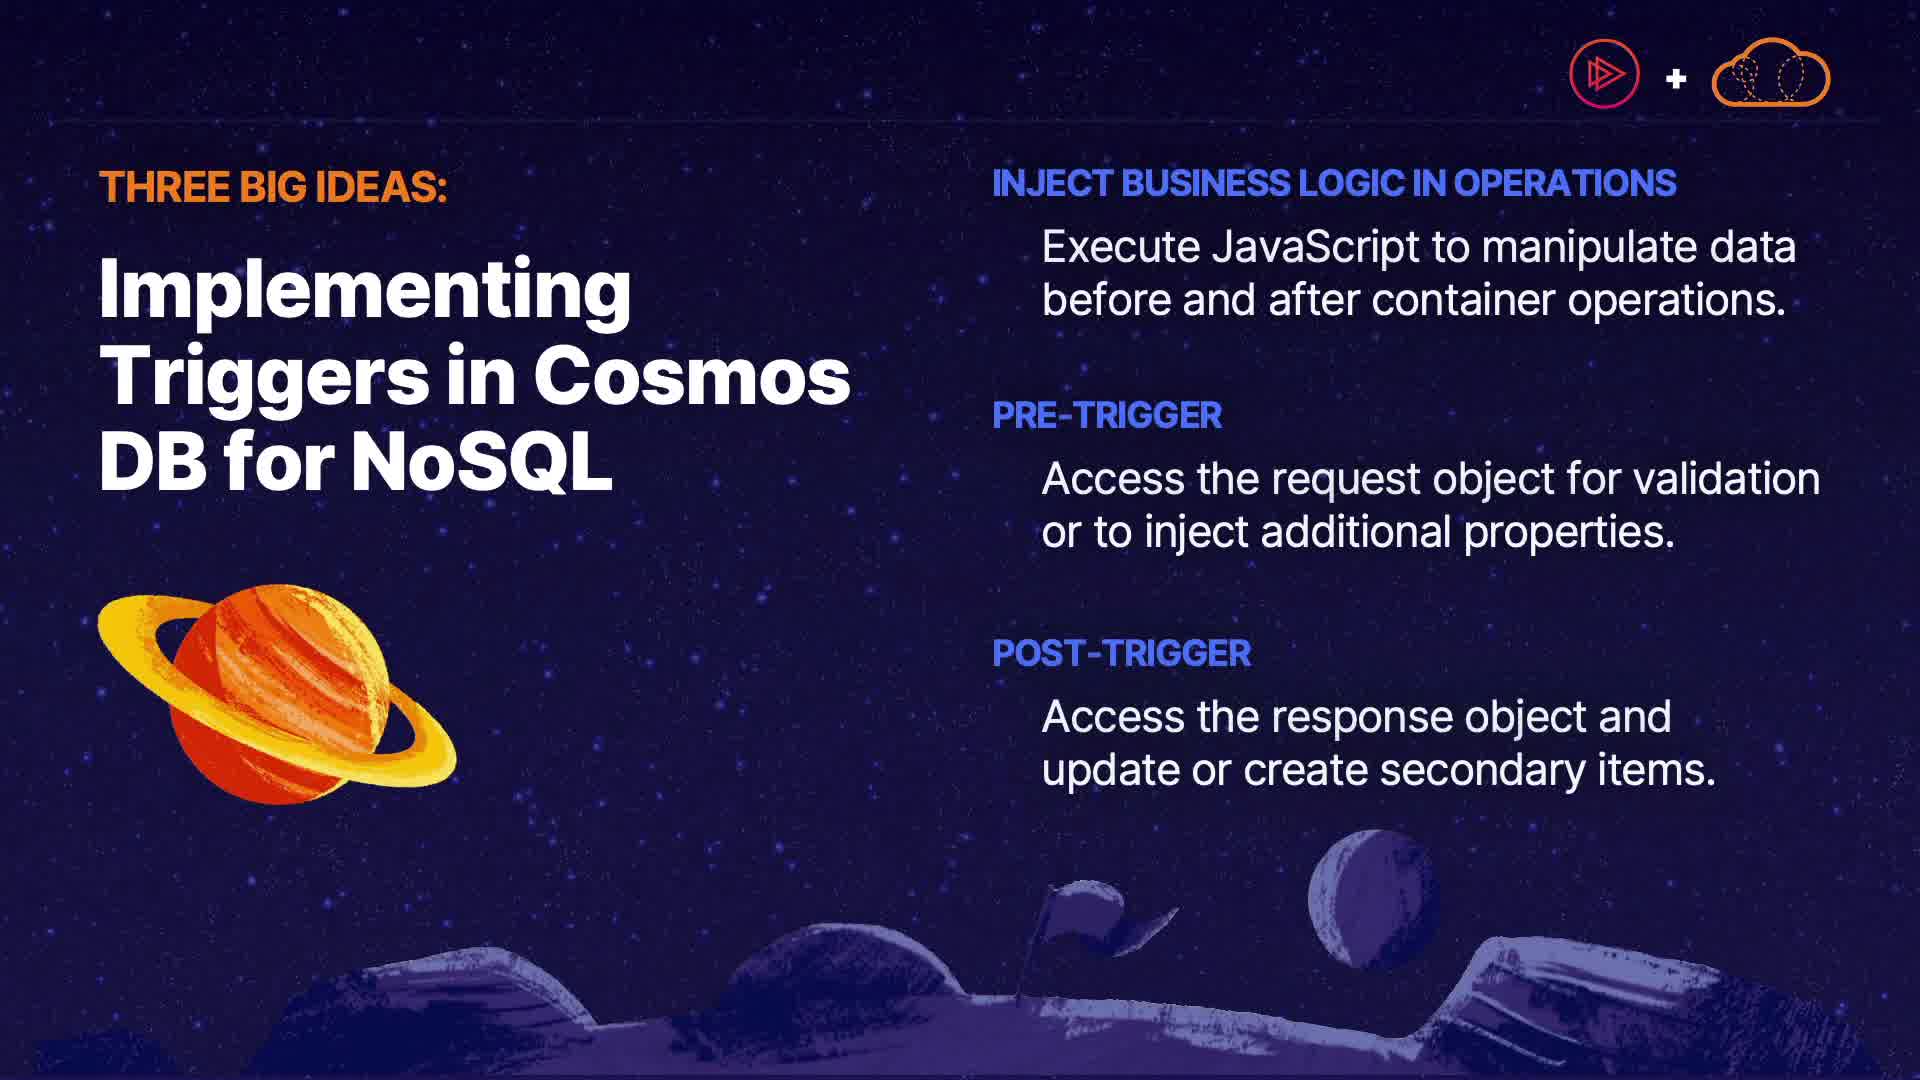 THREE BIG IDEAS:
Implementing
Triggers in Cosmos
DB for NoSQL
INJECT BUSINESS LOGIC IN OPERATIONS
Execute JavaScript to manipulate data
before and after container operations.
PRE-TRIGGER
Access the request object for validation
or to inject additional properties.
POST-TRIGGER
Access the response object and
update or create secondary items.
+